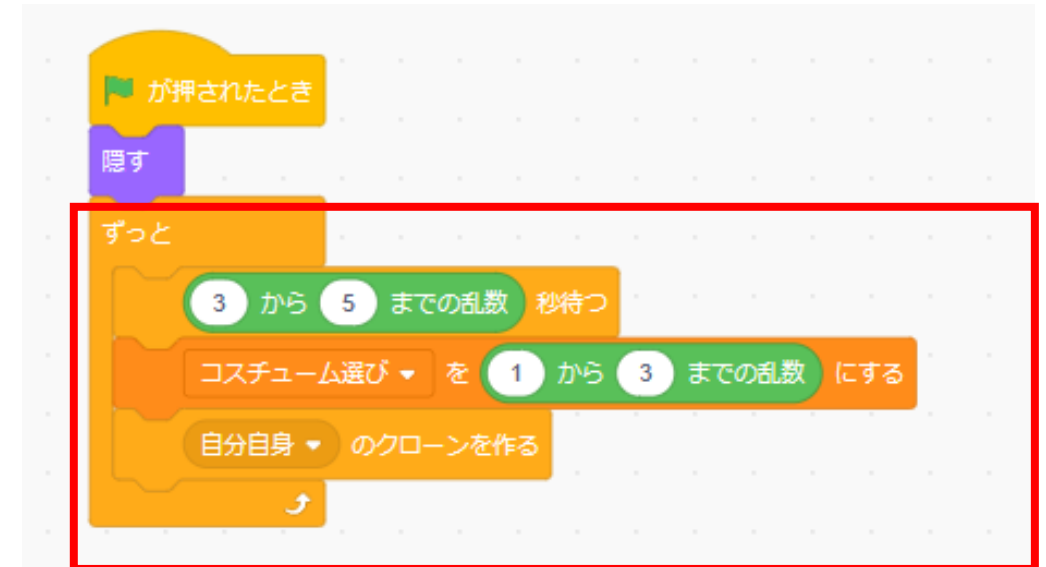 が押されたとき
隠す
ずっと
3 から 5 までの乱数 秒待つ
コスチューム選び を 1 から 3 までの乱数 にする
自分自身 のクローンを作る